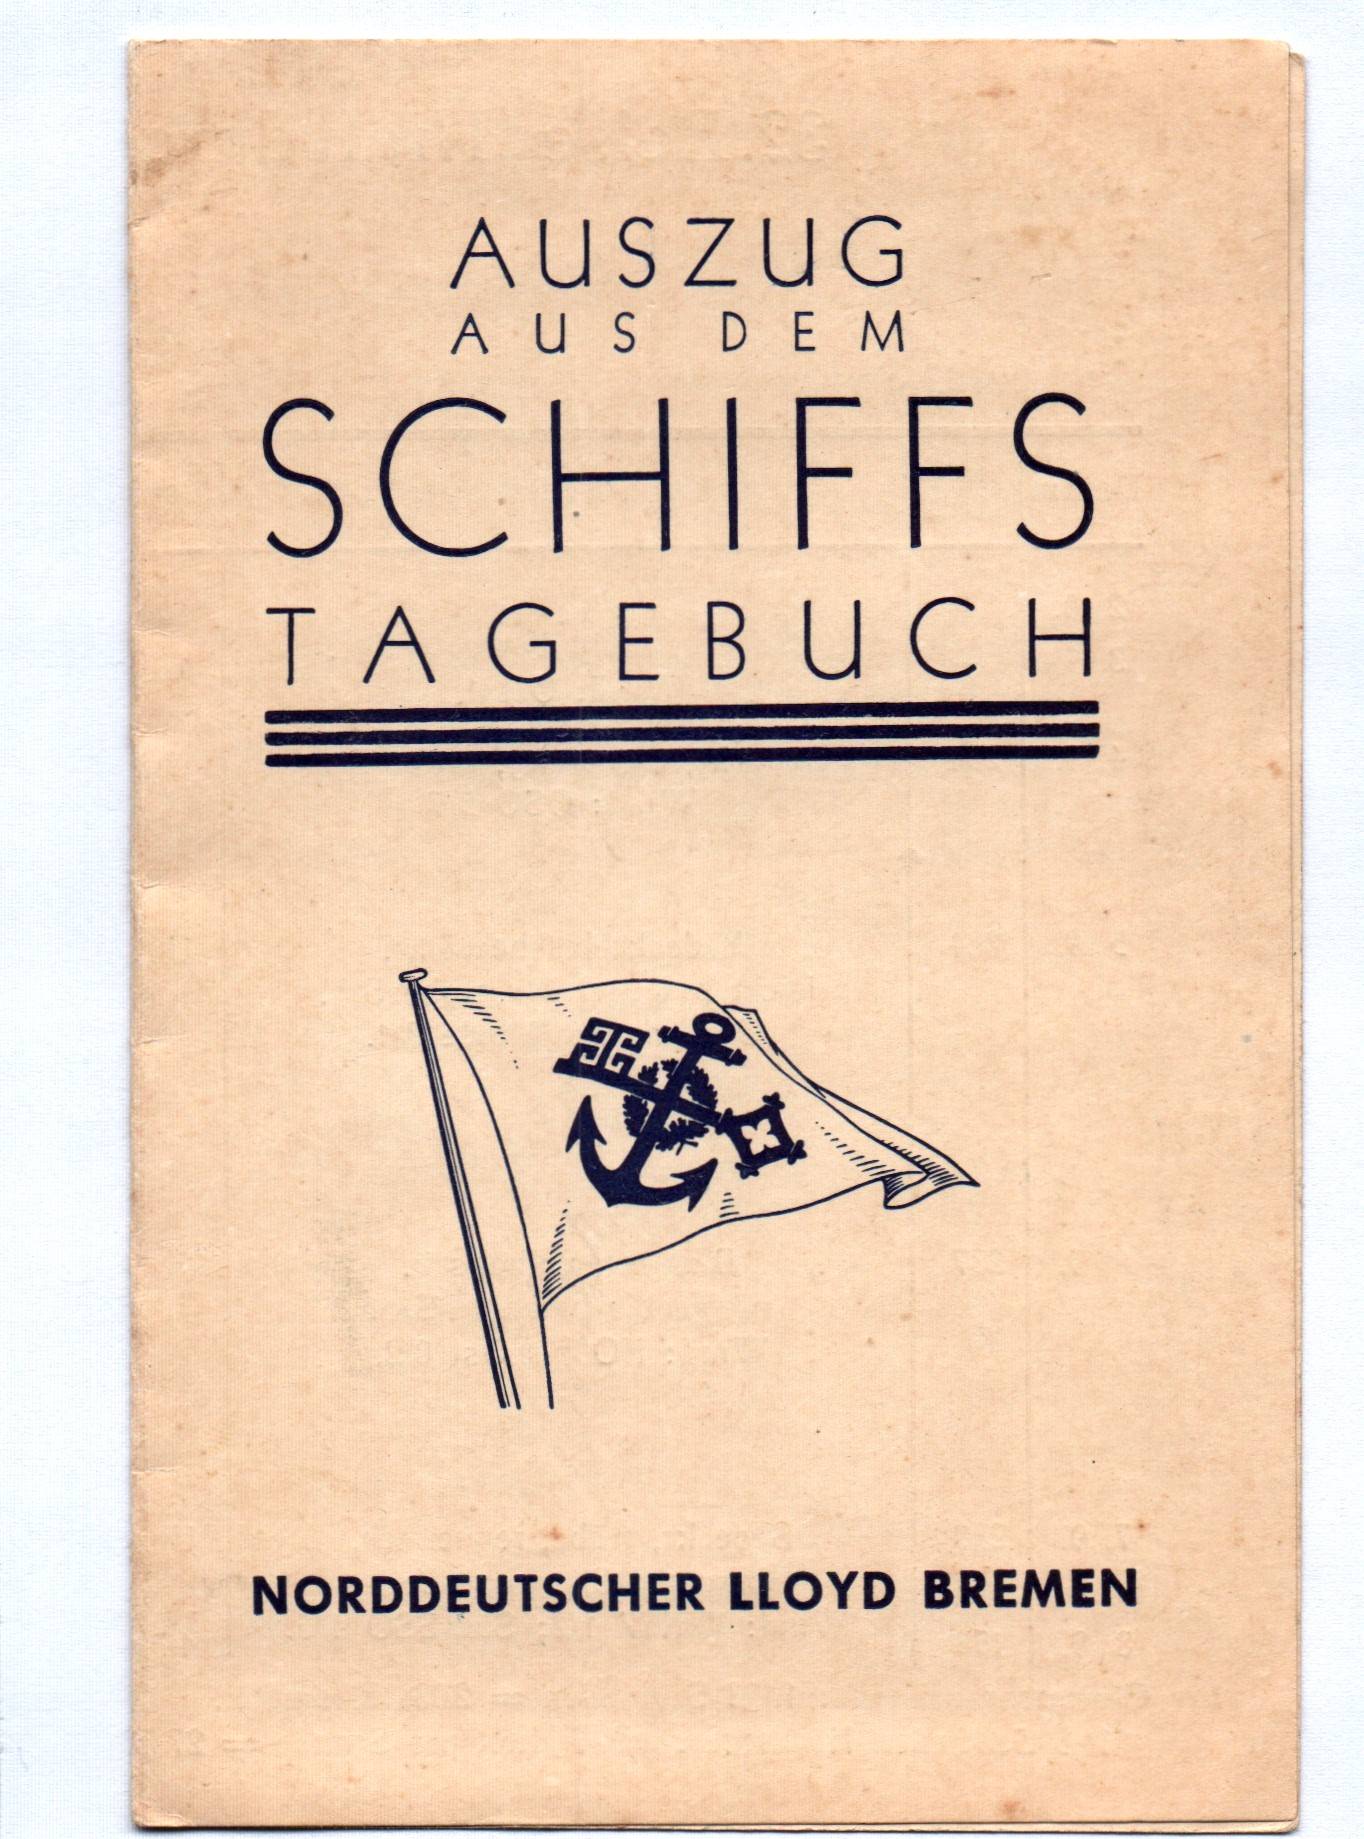 AUSZUG
AUS DEM
SCHIFFS
TAGEBUCH
NORDDEUTSCHER LLOYD BREMEN